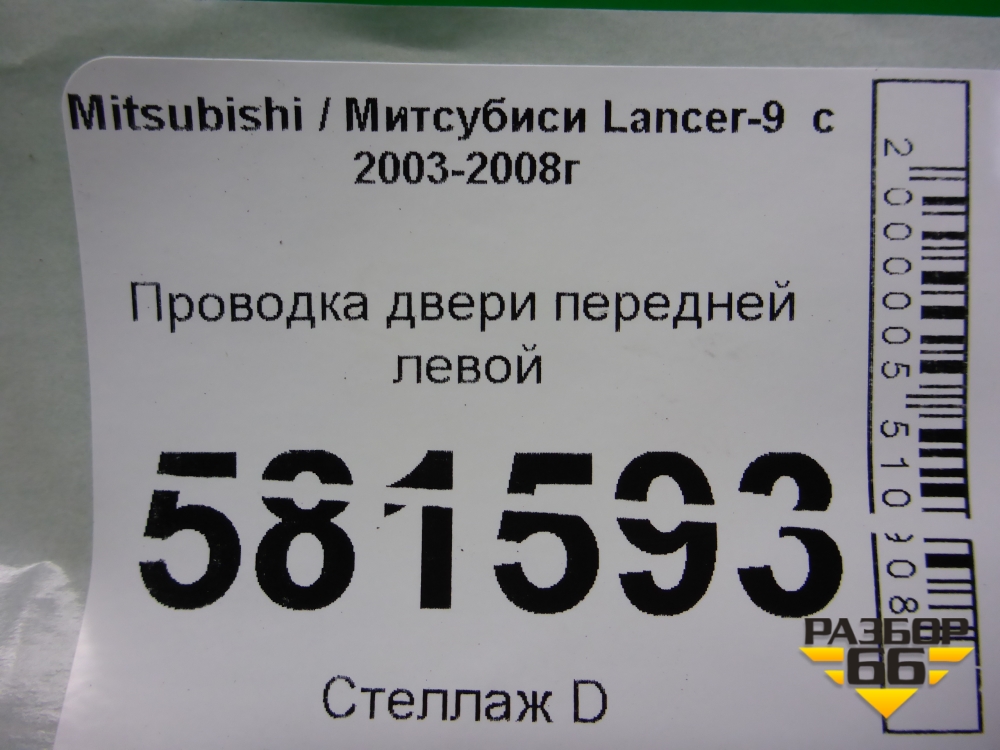 Mitsubishi / Митсубиси Lancer-9 с
2003-2008г
Проводка двери передней
левой
581593
Стеллаж D
РАЗБОР
66